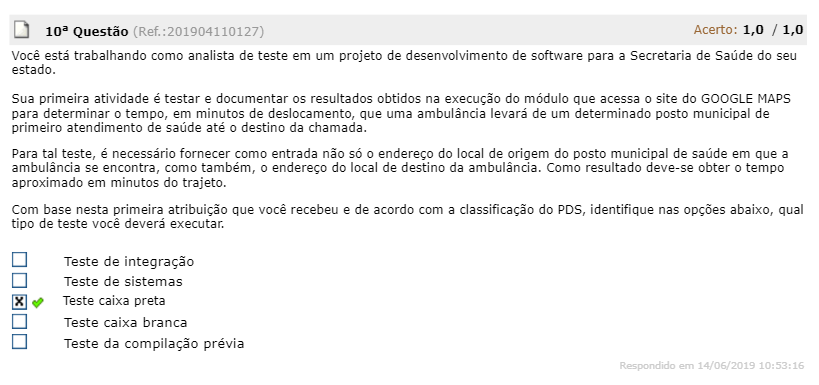 10ª Questão (Ref.:201904110127) Acerto: 1,0 / 1,0
Você está trabalhando como analista de teste em um projeto de desenvolvimento de software para a Secretaria de Saúde do seu
estado.
Sua primeira atividade é testar e documentar os resultados obtidos na execução do módulo que acessa o site do GOOGLE MAPS
para determinar o tempo, em minutos de deslocamento, que uma ambulância levará de um determinado posto municipal de
primeiro atendimento de saúde até o destino da chamada.
Para tal teste, é necessário fornecer como entrada não só o endereço do local de origem do posto municipal de saúde em que a
ambulância se encontra, como também, o endereço do local de destino da ambulância. Como resultado deve-se obter o tempo
aproximado em minutos do trajeto.
Com base nesta primeira atribuição que você recebeu e de acordo com a classificação do PDS, identifique nas opções abaixo, qual
tipo de teste você deverá executar.
Teste de integração
Teste de sistemas
Teste caixa preta
Teste caixa branca
Teste da compilação prévia
Respondido em 14/06/2019 10:53:16